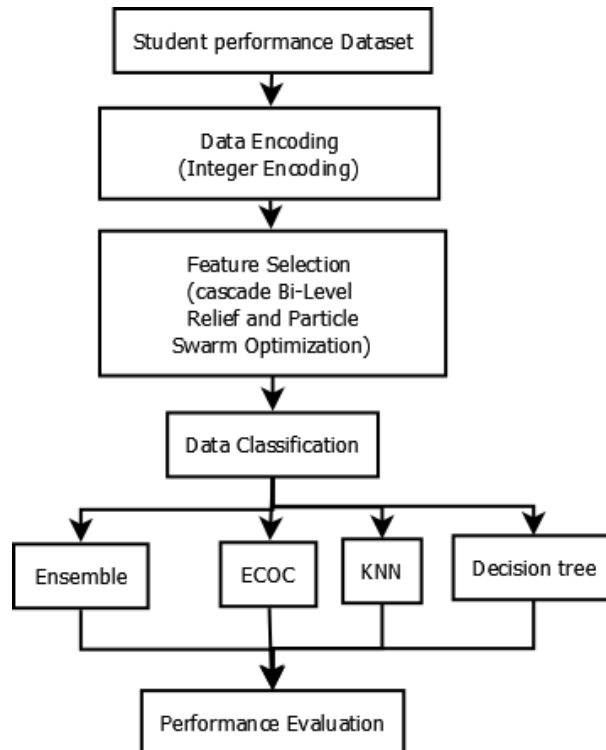 Student performance Dataset
Data Encoding
(Integer Encoding)
Feature Selection
(cascade Bi-Level
Relief and Particle
Swarm Optimization)
Data Classification
Ensemble
ECOC
KNN
Decision tree
Performance Evaluation